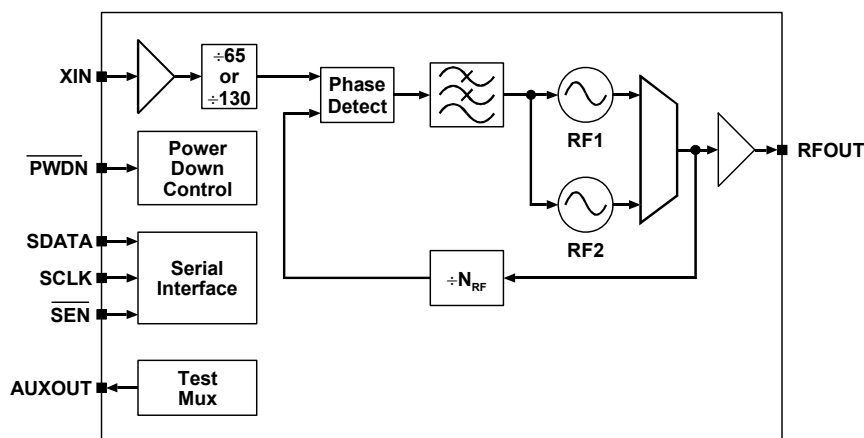 XIN
÷65
or
÷130
Phase
Detect
RF1
RF2
RFOUT
PWDN
Power
Down
Control
SDATA
SCLK
SEN
Serial
Interface
÷NRF
AUXOUT
Test
Mux